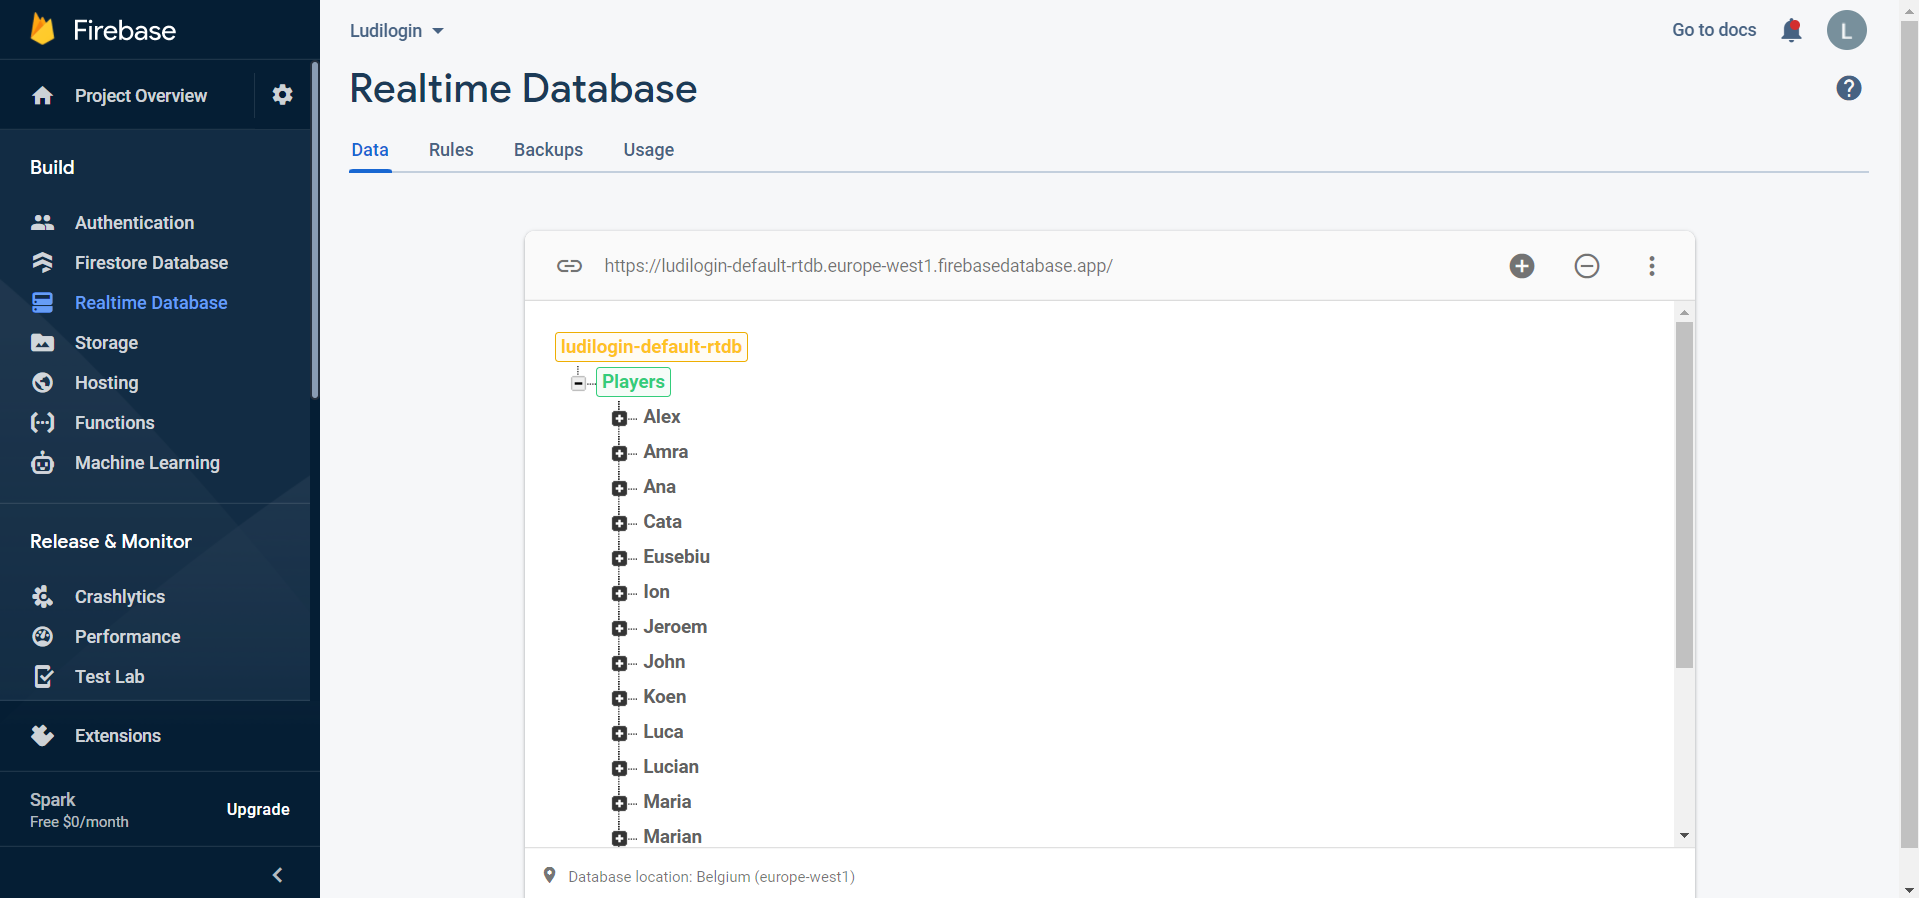 Firebase
Project Overview
Build
Authentication
Firestore Database
Realtime Database
Storage
Hosting
Functions
Machine Learning
Release & Monitor
Crashlytics
Performance
Test Lab
Extensions
Spark
Free $0/month
Upgrade
Ludilogin
Go to docs
L
Realtime Database
?
Data Rules Backups Usage
https://ludilogin-default-rtdb.europe-west1.firebasedatabase.app/
ludilogin-default-rtdb
Players
Alex
Amra
Ana
Cata
Eusebiu
Ion
Jeroem
John
Koen
Luca
Lucian
Maria
Marian
Database location: Belgium (europe-west1)